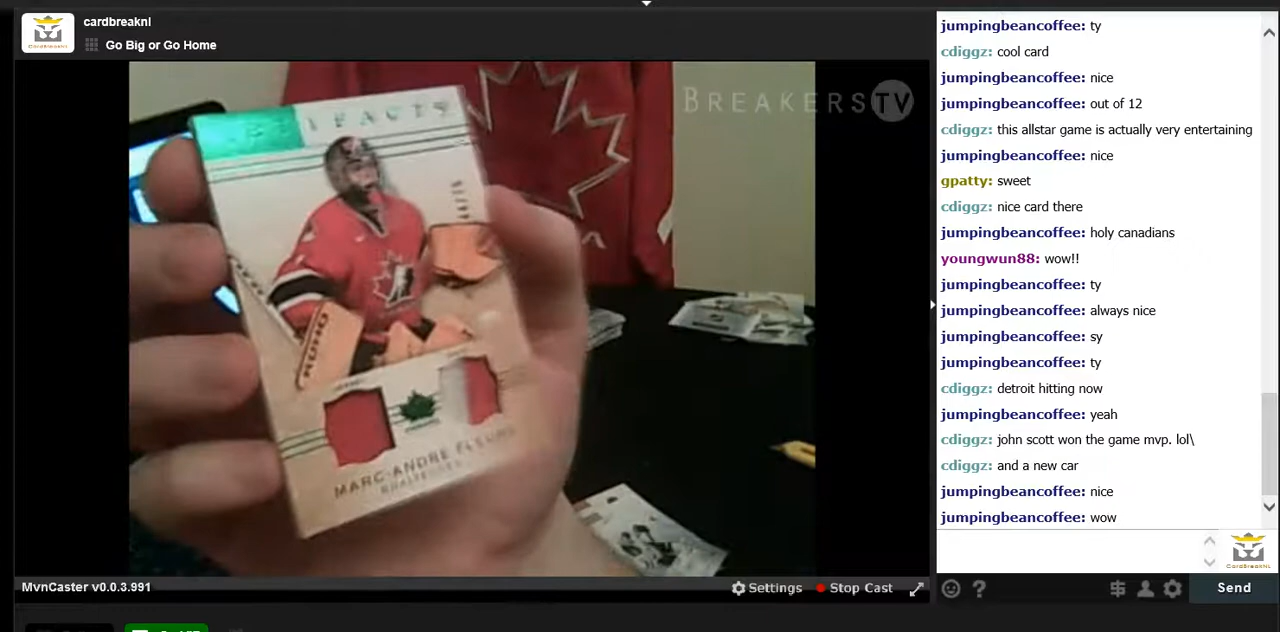 cardbreaknl
Go Big or Go Home
BREAKERSTV
IFACTS
MARC-ANDRE FLEURY
MvnCaster v0.0.3.991
Settings
Stop Cast
jumpingbeancoffee: ty
cdiggz: cool card
jumpingbeancoffee: nice
jumpingbeancoffee: out of 12
cdiggz: this allstar game is actually very entertaining
jumpingbeancoffee: nice
gpatty: sweet
cdiggz: nice card there
jumpingbeancoffee: holy canadians
youngwun88: wow!!
jumpingbeancoffee: ty
jumpingbeancoffee: always nice
jumpingbeancoffee: sy
jumpingbeancoffee: ty
cdiggz: detroit hitting now
jumpingbeancoffee: yeah
cdiggz: john scott won the game mvp. lol\
cdiggz: and a new car
jumpingbeancoffee: nice
jumpingbeancoffee: wow
CARDBREAKNL
Send